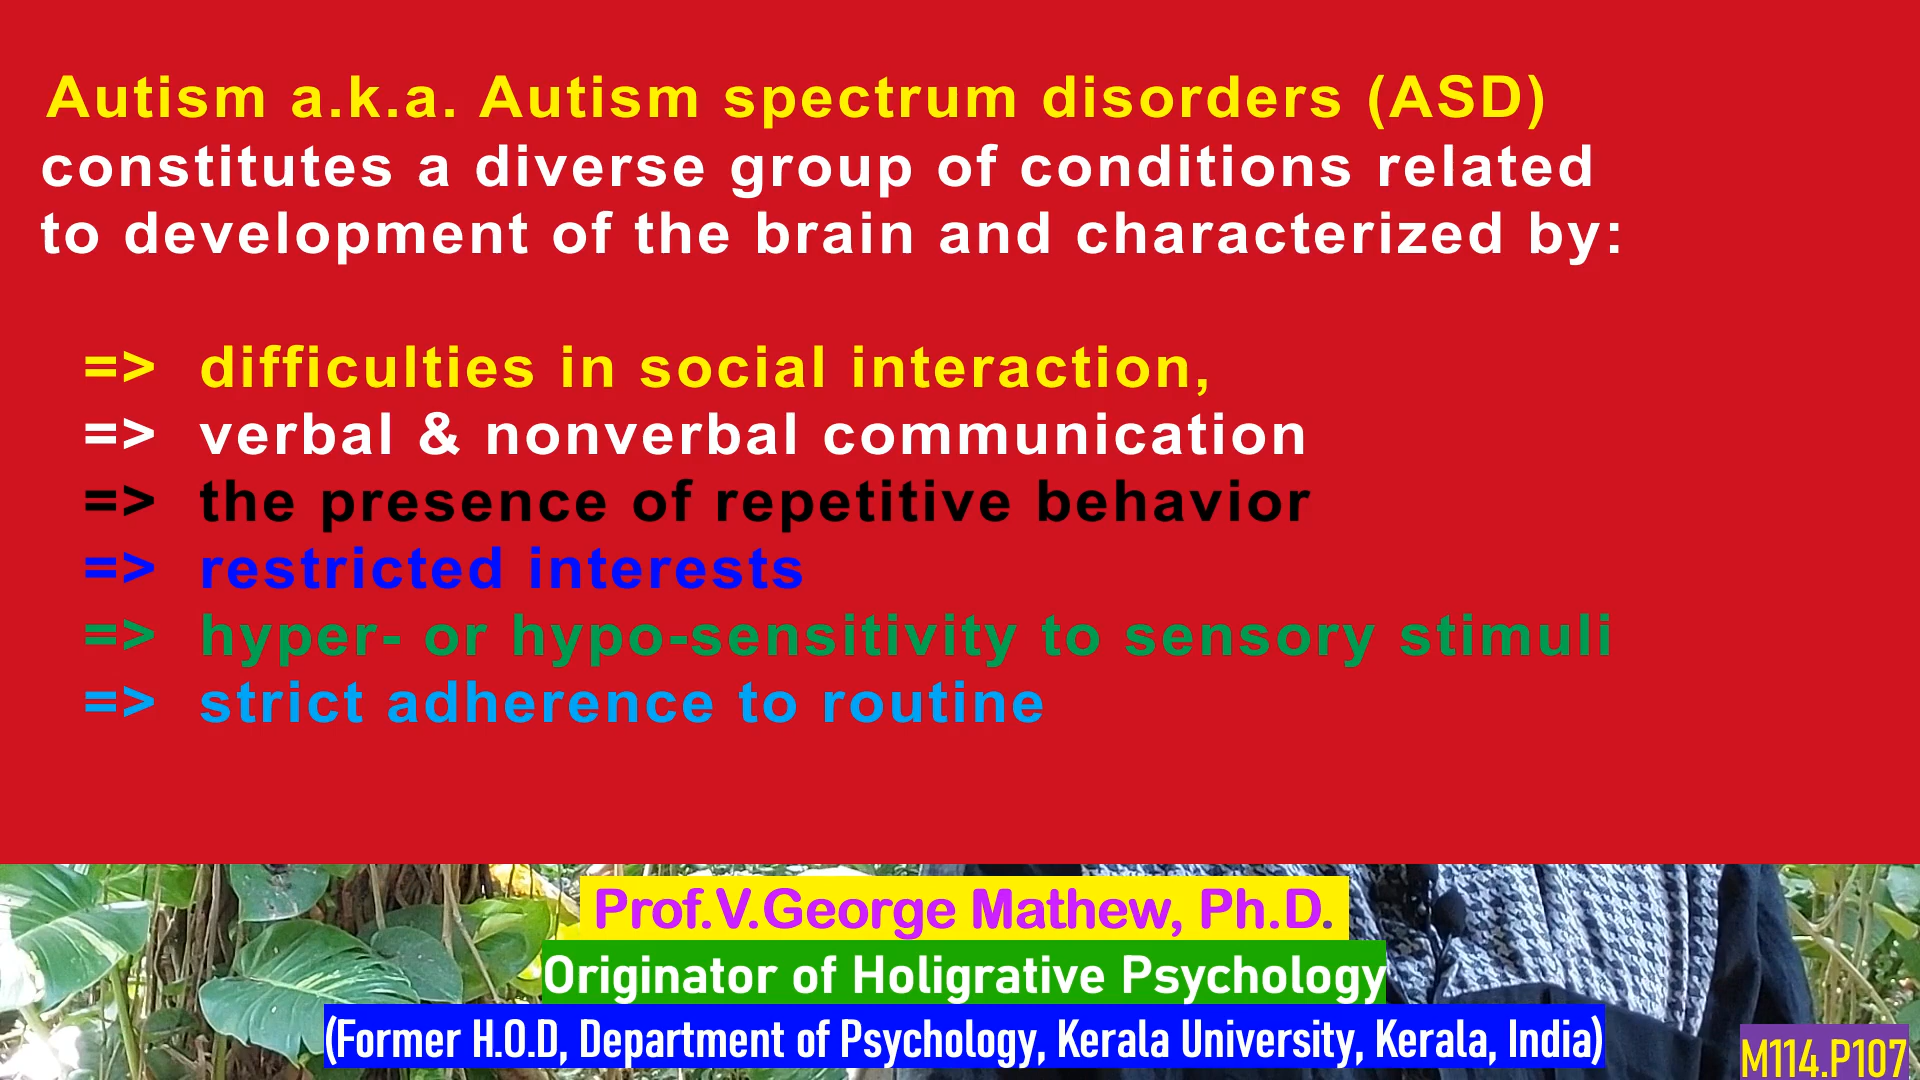 Autism a.k.a. Autism spectrum disorders (ASD)
constitutes a diverse group of conditions related
to development of the brain and characterized by:
=> difficulties in social interaction,
=> verbal & nonverbal communication
=> the presence of repetitive behavior
=> restricted interests
=> hyper- or hypo-sensitivity to sensory stimuli
=> strict adherence to routine
Prof.V.George Mathew, Ph.D.
Originator of Holigrative Psychology
(Former H.O.D, Department of Psychology, Kerala University, Kerala, India)
M114.P107